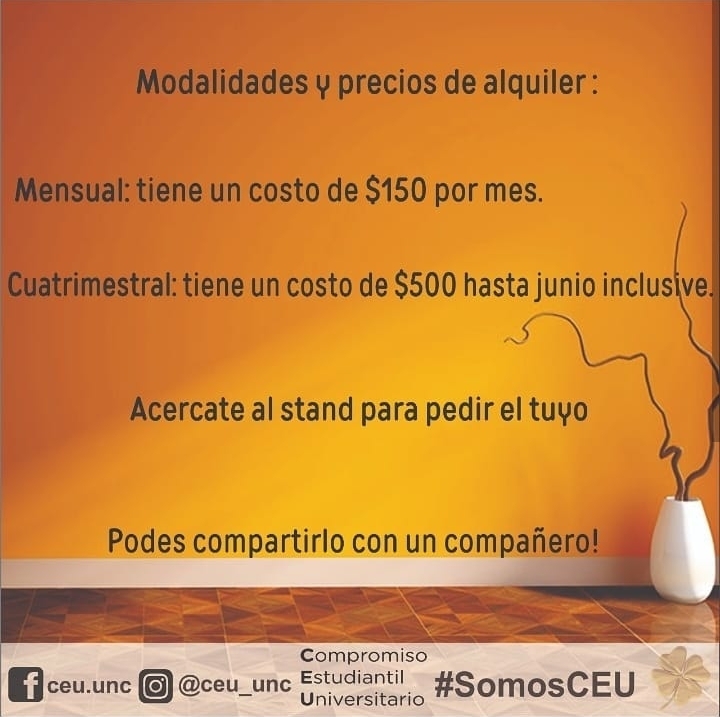 Modalidades y precios de alquiler :
Mensual: tiene un costo de $150 por mes.
Cuatrimestral: tiene un costo de $500 hasta junio inclusive.
Acercate al stand para pedir el tuyo
Podes compartirlo con un compañero!
f ceu.unc @ceu_unc
Compromiso
Estudiantil
Universitario
#SomosCEU